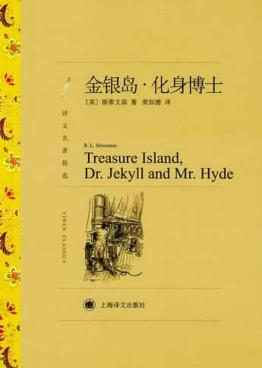 金银岛·化身博士
〔英〕斯蒂文森 著 荣如德 译
译文名著精选
YIWEN CLASSICS
R. L. Stevenson
Treasure Island,
Dr. Jekyll and Mr. Hyde
上海译文出版社